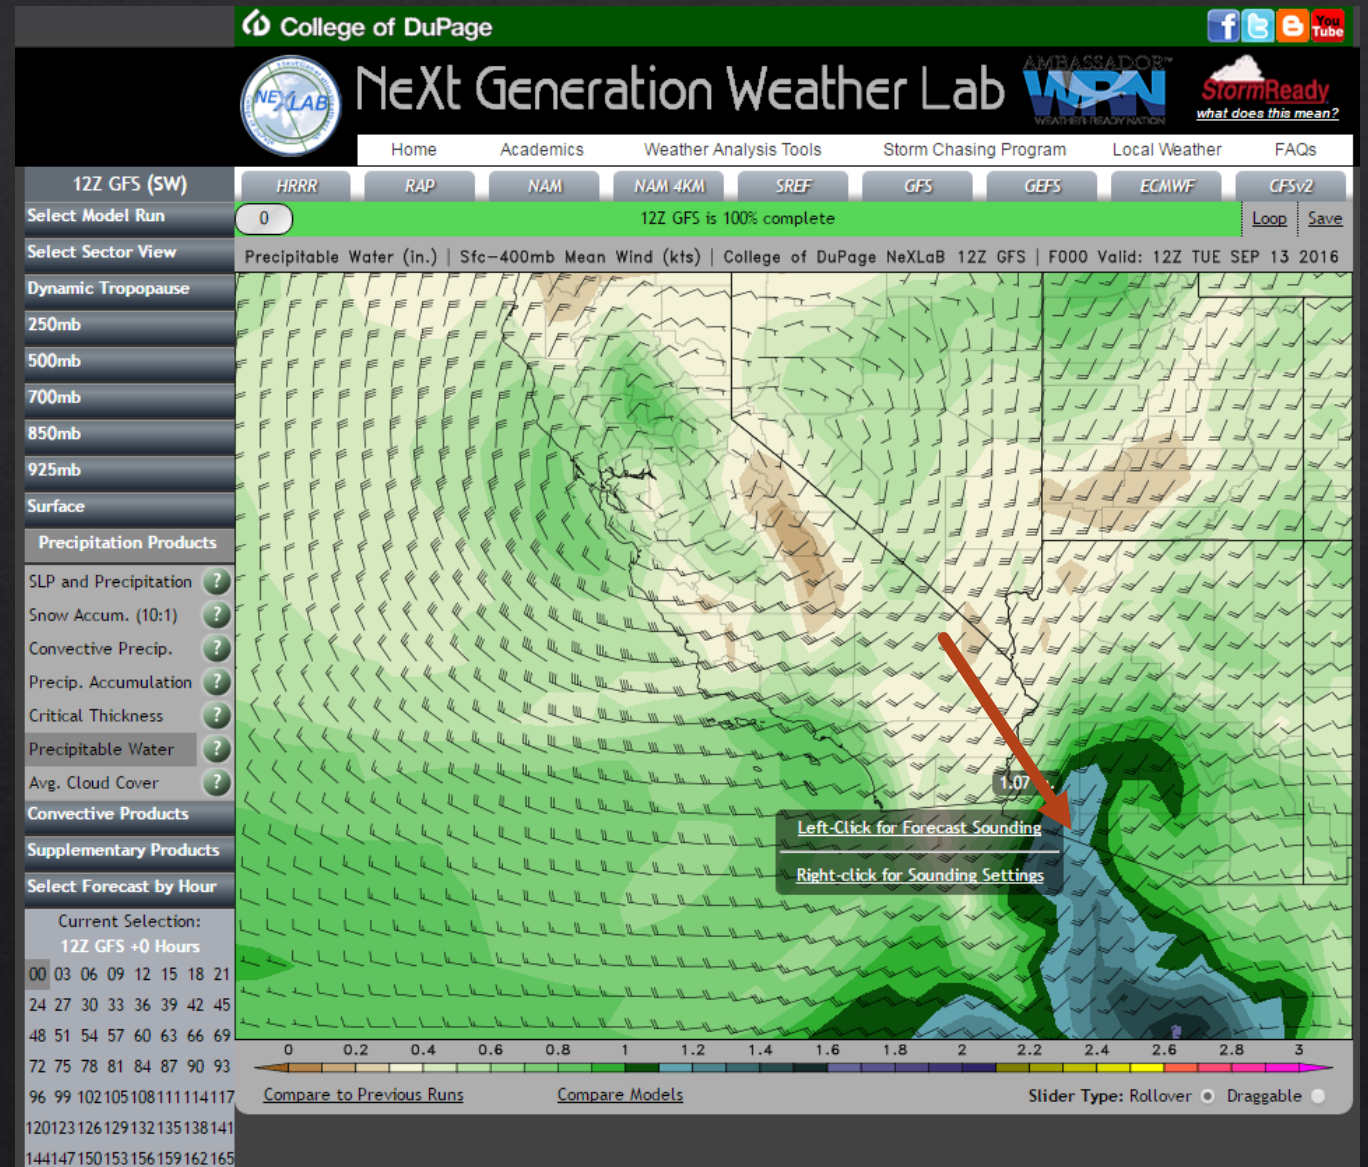 College of DuPage
You
Tube
NEXLAB
NeXt Generation Weather Lab
AMBASSADOR™
WRN
WEATHER-READY NATION
StormReady
what does this mean?
Home Academics Weather Analysis Tools Storm Chasing Program Local Weather FAQs
12Z GFS (SW)
HRRR RAP NAM NAM 4KM SREF GFS GEFS ECMWF CFSv2
Select Model Run
0 12Z GFS is 100% complete Loop Save
Select Sector View
Precipitable Water (in.) | Sfc-400mb Mean Wind (kts) | College of DuPage NeXLaB 12Z GFS | F000 Valid: 12Z TUE SEP 13 2016
Dynamic Tropopause
250mb
500mb
700mb
850mb
925mb
Surface
Precipitation Products
SLP and Precipitation ?
Snow Accum. (10:1) ?
Convective Precip. ?
Precip. Accumulation ?
Critical Thickness ?
Precipitable Water ?
Avg. Cloud Cover ?
Convective Products
Supplementary Products
Select Forecast by Hour
Current Selection:
12Z GFS +0 Hours
00 03 06 09 12 15 18 21
24 27 30 33 36 39 42 45
48 51 54 57 60 63 66 69
72 75 78 81 84 87 90 93
96 99 102 105 108 111 114 117
120 123 126 129 132 135 138 141
144 147 150 153 156 159 162 165
1.07
Left-Click for Forecast Sounding
Right-click for Sounding Settings
0 0.2 0.4 0.6 0.8 1 1.2 1.4 1.6 1.8 2 2.2 2.4 2.6 2.8 3
Compare to Previous Runs Compare Models Slider Type: Rollover Draggable